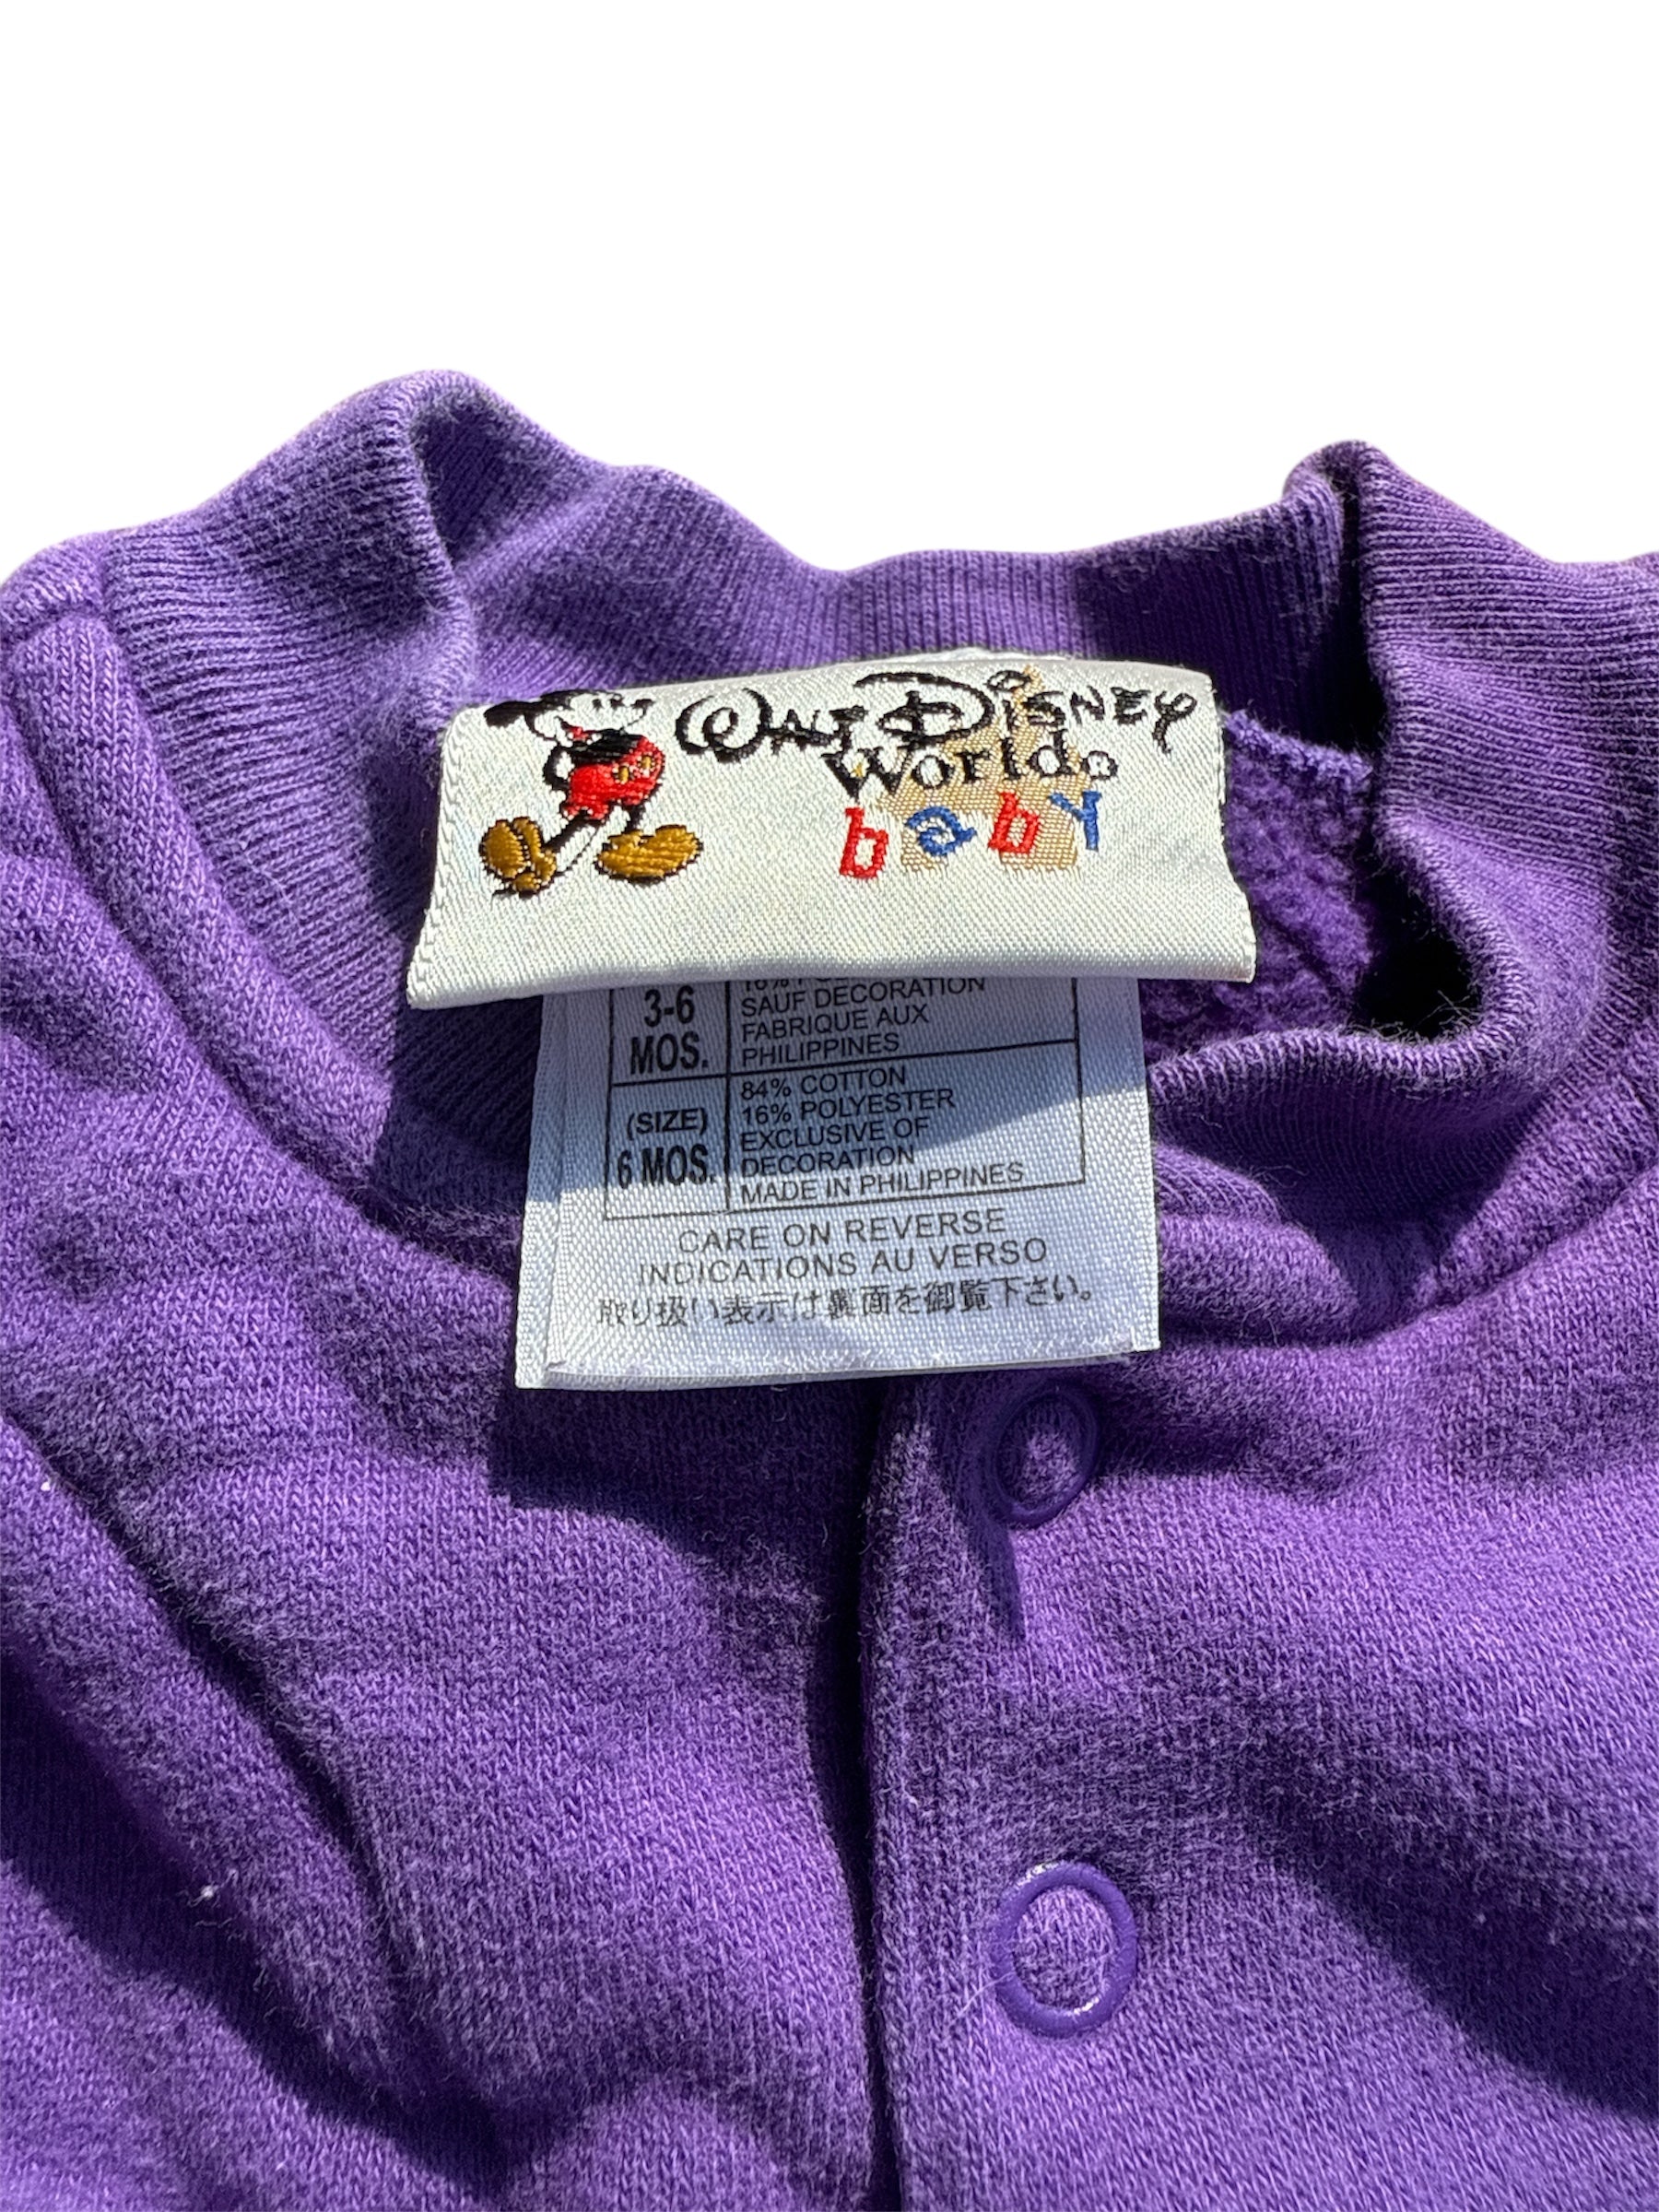 WALT DISNEY
World®
baby
3-6
MOS.
SAUF DECORATION
FABRIQUE AUX
PHILIPPINES
(SIZE)
6 MOS.
84% COTTON
16% POLYESTER
EXCLUSIVE OF
DECORATION
MADE IN PHILIPPINES
CARE ON REVERSE
INDICATIONS AU VERSO
取り扱い表示は裏面を御覧下さい。